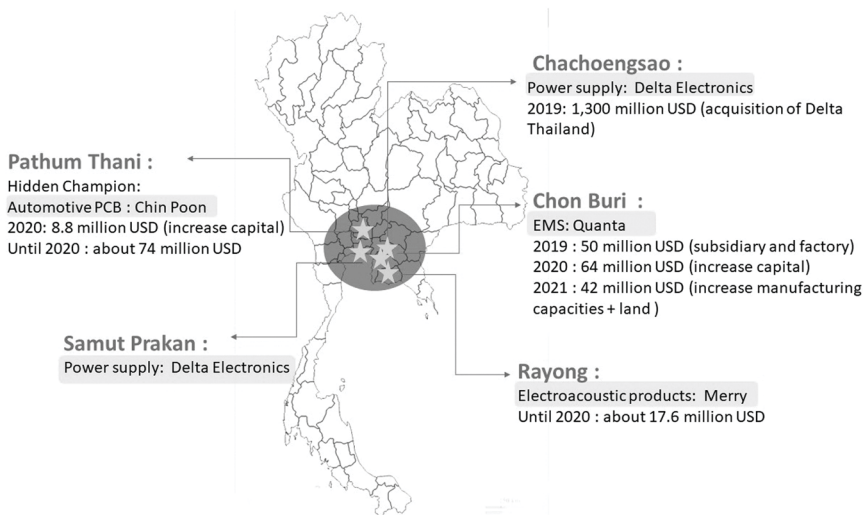 Chachoengsao :
Power supply: Delta Electronics
2019: 1,300 million USD (acquisition of Delta
Thailand)
Pathum Thani :
Hidden Champion:
Automotive PCB : Chin Poon
2020: 8.8 million USD (increase capital)
Until 2020 : about 74 million USD
Chon Buri :
EMS: Quanta
2019 : 50 million USD (subsidiary and factory)
2020 : 64 million USD (increase capital)
2021 : 42 million USD (increase manufacturing
capacities + land )
Samut Prakan :
Power supply: Delta Electronics
Rayong :
Electroacoustic products: Merry
Until 2020 : about 17.6 million USD